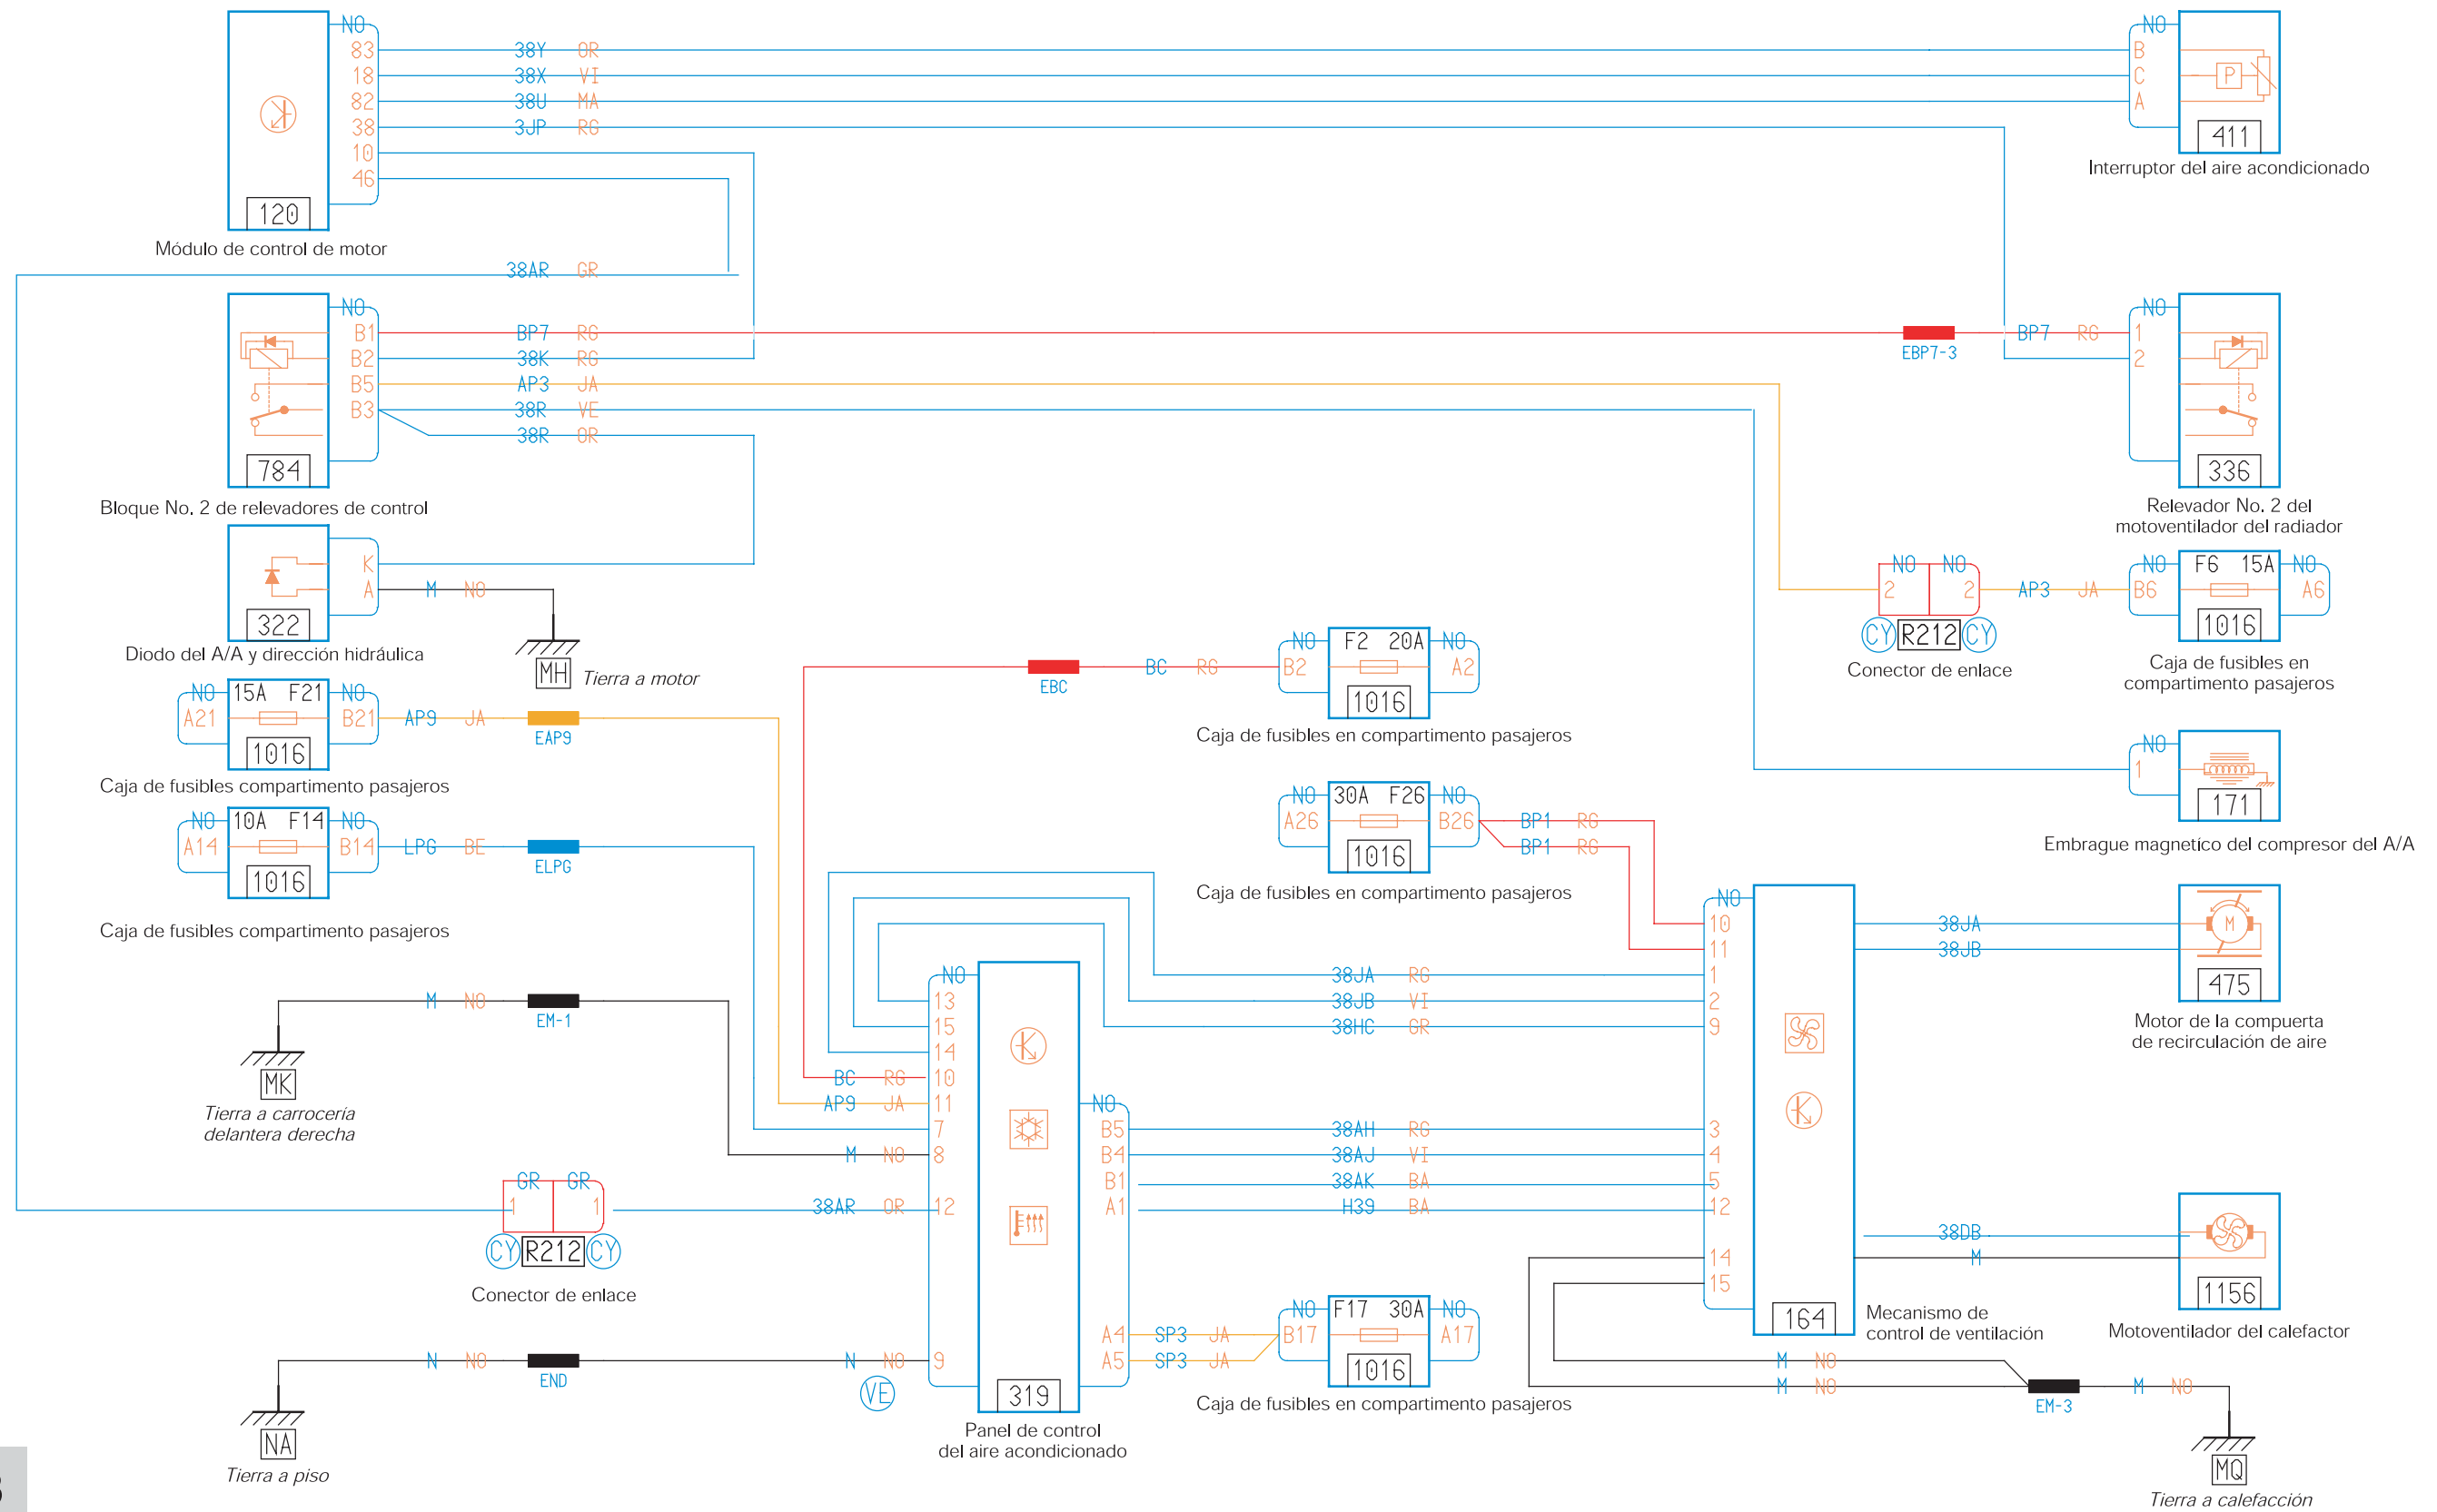 NO
83 38Y OR
18 38X VI
82 38U MA
38 3JP RG
10
46
120
Módulo de control de motor
NO
B
C
A
P
411
Interruptor del aire acondicionado
38AR GR
NO
B1 BP7 RG
B2 38K RG
B5 AP3 JA
B3 38R VE
38R OR
784
Bloque No. 2 de relevadores de control
EBP7-3
BP7 RG
NO
1
2
336
Relevador No. 2 del
motoventilador del radiador
K
A M NO
322
Diodo del A/A y dirección hidráulica
MH Tierra a motor
NO NO
2 2
CY R212 CY
Conector de enlace
AP3 JA
NO F6 15A NO
B6 A6
1016
Caja de fusibles en
compartimento pasajeros
NO 15A F21 NO
A21 B21 AP9 JA
EAP9
1016
Caja de fusibles compartimento pasajeros
EBC
BC RG
NO F2 20A NO
B2 A2
1016
Caja de fusibles en compartimento pasajeros
NO
1
171
Embrague magnetíco del compresor del A/A
NO 10A F14 NO
A14 B14 LPG BE
ELPG
1016
Caja de fusibles compartimento pasajeros
NO 30A F26 NO
A26 B26 BP1 RG
BP1 RG
1016
Caja de fusibles en compartimento pasajeros
NO
10
11
38JA RG 1
38JB VI 2
38HC GR 9
38AH RG 3
38AJ VI 4
38AK BA 5
H39 BA 12
14
15
164
Mecanismo de
control de ventilación
38JA
38JB
M
475
Motor de la compuerta
de recirculación de aire
38DB
M
1156
Motoventilador del calefactor
M NO
EM-1
MK
Tierra a carrocería
delantera derecha
NO
13
15
14
BC RG 10
AP9 JA 11
7
M NO 8
38AR OR 12
N NO 9
VE
NO
B5
B4
B1
A1
A4 SP3 JA
A5 SP3 JA
319
Panel de control
del aire acondicionado
GR GR
1 1
CY R212 CY
Conector de enlace
NO F17 30A NO
B17 A17
1016
Caja de fusibles en compartimento pasajeros
N NO
END
NA
Tierra a piso
M NO
M NO
EM-3
M NO
MQ
Tierra a calefacción